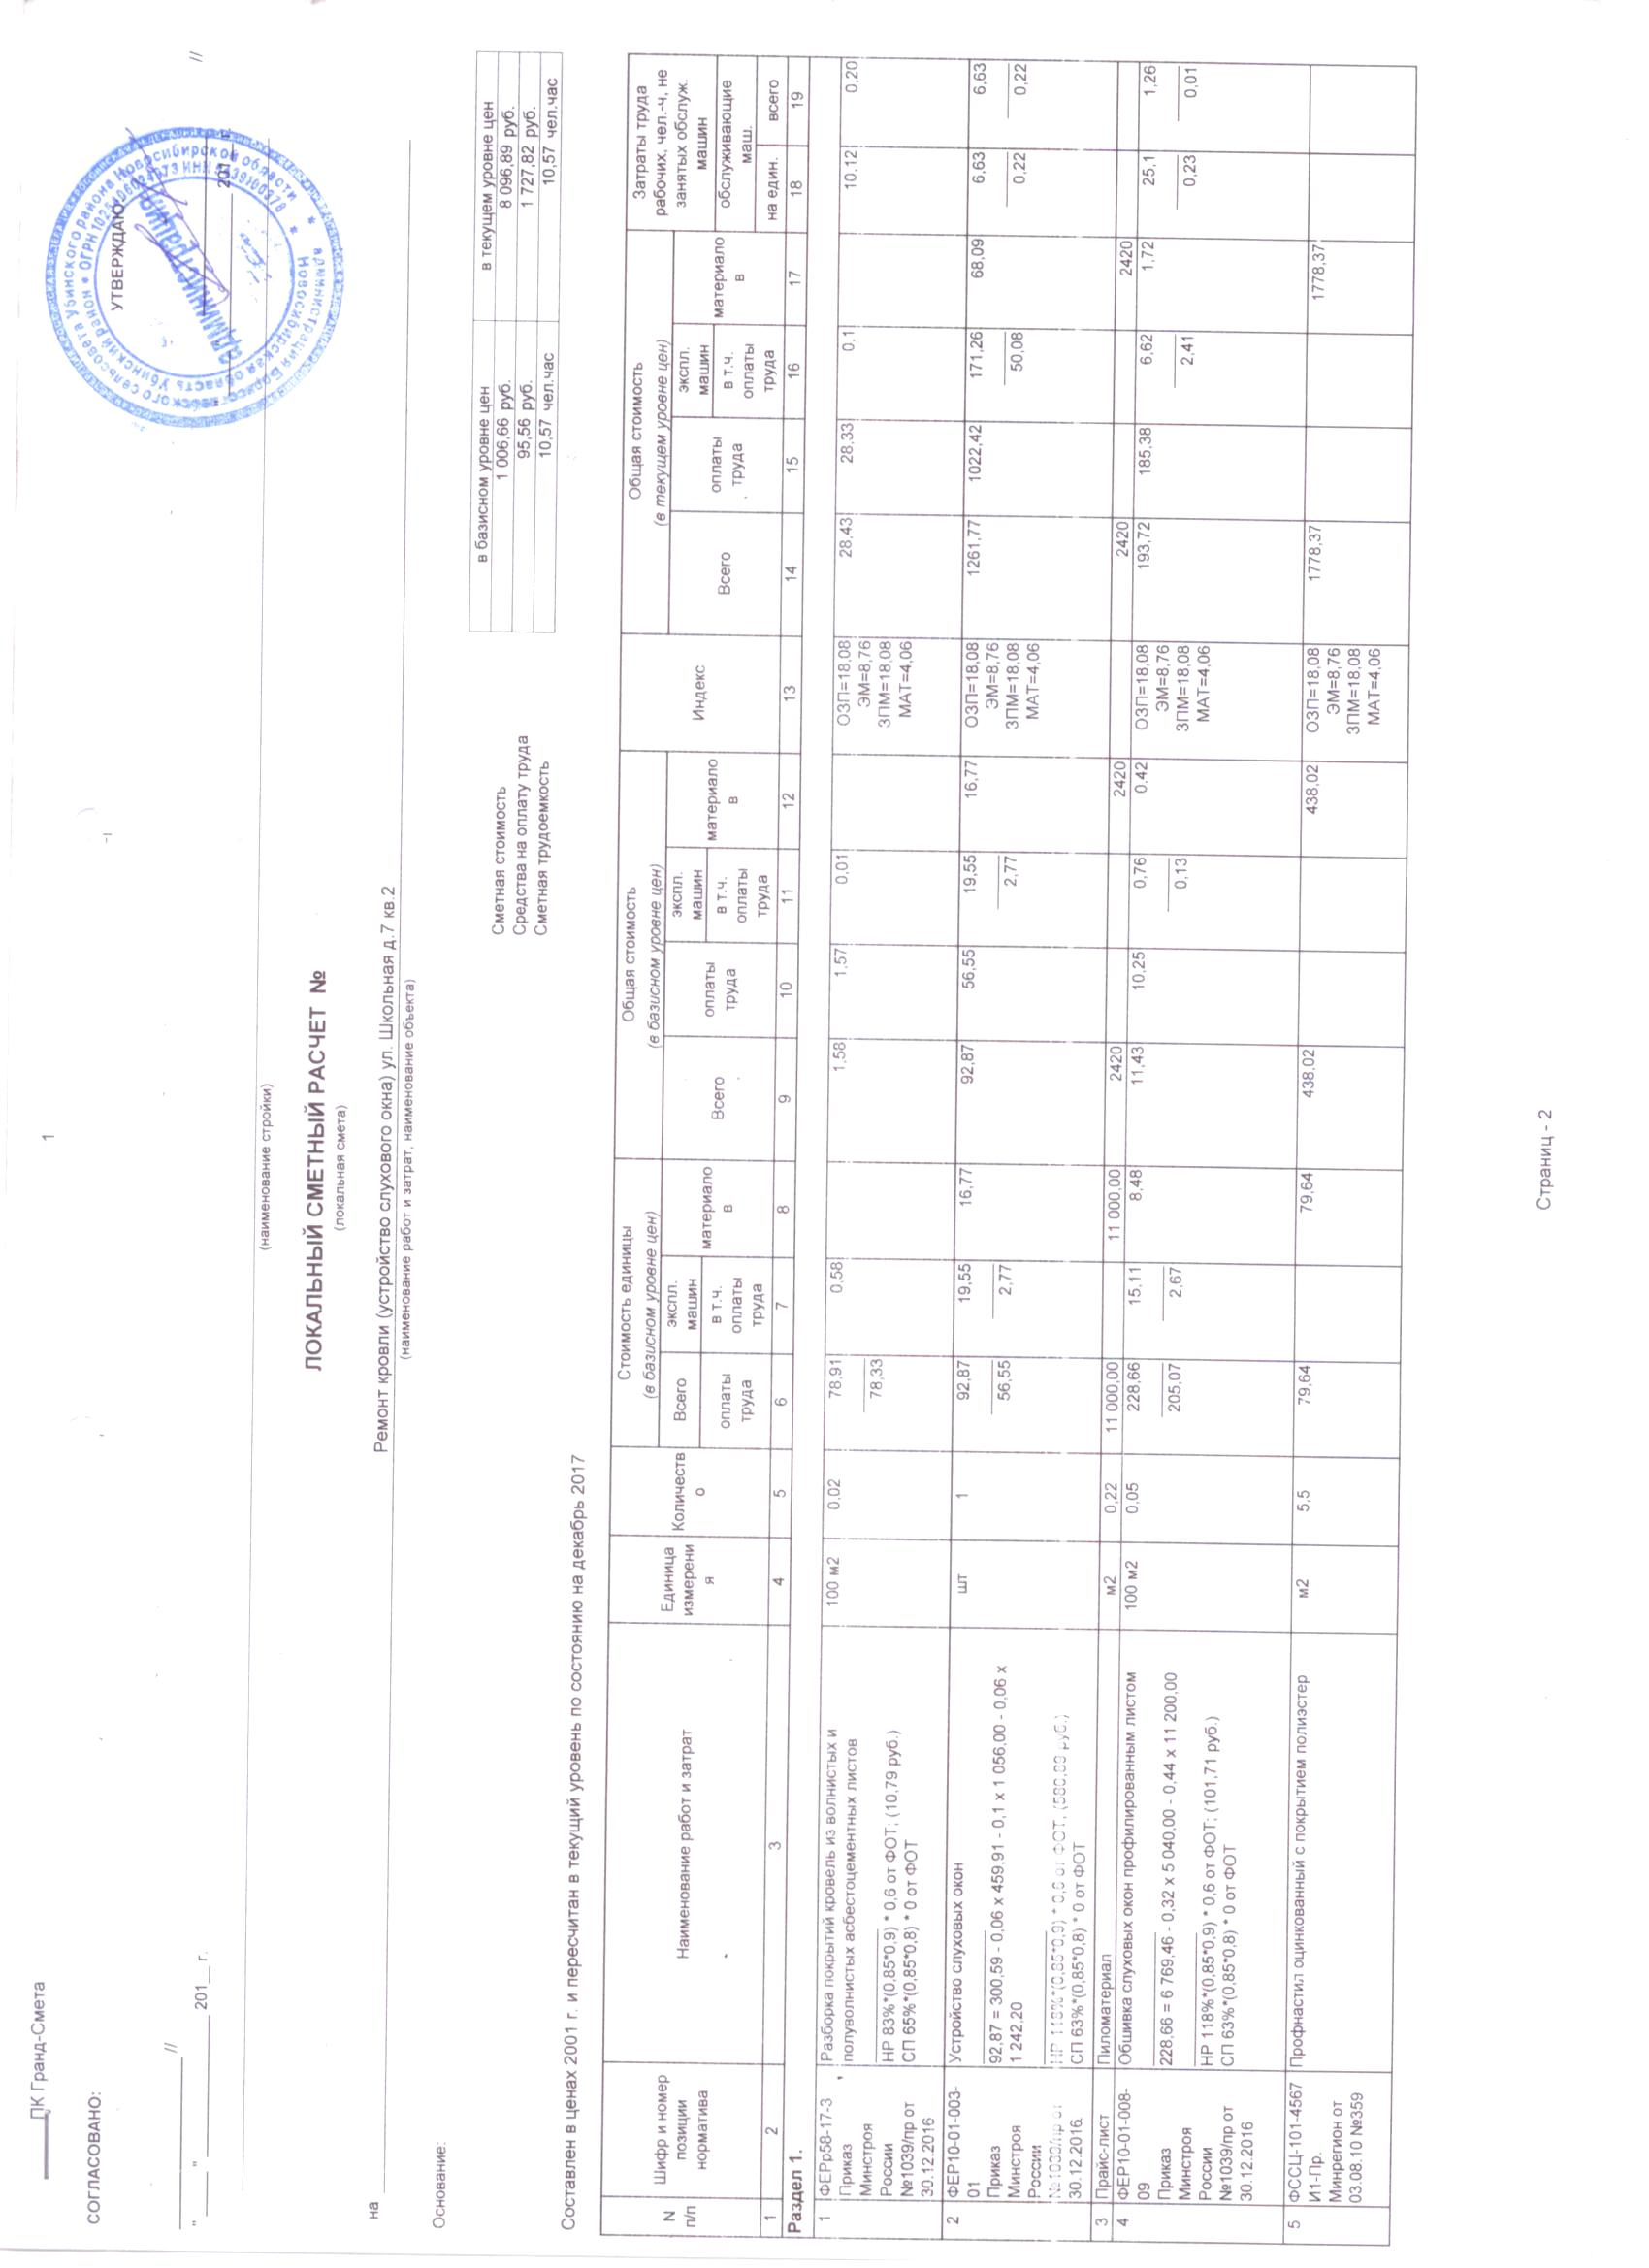 1
ПК Гранд-Смета
СОГЛАСОВАНО:
УТВЕРЖДАЮ
//
//
" " 201__ г.
201
(наименование стройки)
ЛОКАЛЬНЫЙ СМЕТНЫЙ РАСЧЕТ №
(локальная смета)
на Ремонт кровли (устройство слухового окна) ул. Школьная д.7 кв.2
(наименование работ и затрат, наименование объекта)
Основание:
в базисном уровне цен в текущем уровне цен
Сметная стоимость 1 006,66 руб. 8 096,89 руб.
Средства на оплату труда 95,56 руб. 1 727,82 руб.
Сметная трудоемкость 10,57 чел.час 10,57 чел.час
Составлен в ценах 2001 г. и пересчитан в текущий уровень по состоянию на декабрь 2017
N п/п
Шифр и номер позиции норматива
Наименование работ и затрат
Единица измерения
Количество
Стоимость единицы
(в базисном уровне цен)
Всего
оплаты труда
экспл. машин
в т.ч. оплаты труда
материалов
Общая стоимость
(в базисном уровне цен)
Всего
оплаты труда
экспл. машин
в т.ч. оплаты труда
материалов
Индекс
Общая стоимость
(в текущем уровне цен)
Всего
оплаты труда
экспл. машин
в т.ч. оплаты труда
материалов
Затраты труда рабочих, чел.-ч, не занятых обслуж. машин
обслуживающие маш.
на един. всего
1 2 3 4 5 6 7 8 9 10 11 12 13 14 15 16 17 18 19
Раздел 1.
1 ФЕРр58-17-3 Разборка покрытий кровель из волнистых и 100 м2 0,02 78,91 0,58 1,58 1,57 0,01 ОЗП=18,08 28,43 28,33 0,1 10,12 0,20
Приказ полуволнистых асбестоцементных листов 78,33 ЭМ=8,76
Минстроя ЗПМ=18,08
России НР 83%*(0,85*0,9) * 0,6 от ФОТ; (10,79 руб.) МАТ=4,06
№1039/пр от СП 65%*(0,85*0,8) * 0 от ФОТ
30.12.2016
2 ФЕР10-01-003- Устройство слуховых окон шт 1 92,87 19,55 16,77 92,87 56,55 19,55 16,77 ОЗП=18,08 1261,77 1022,42 171,26 68,09 6,63 6,63
01 ЭМ=8,76
Приказ 92,87 = 300,59 - 0,06 x 459,91 - 0,1 x 1 056,00 - 0,06 x 56,55 2,77 2,77 ЗПМ=18,08 50,08 0,22 0,22
Минстроя 1 242,20 МАТ=4,06
России
30.12.2016 СП 63%*(0,85*0,8) * 0 от ФОТ
3 Прайс-лист Пиломатериал м2 0,22 11 000,00 11 000,00 2420 2420 2420 2420
4 ФЕР10-01-008- Обшивка слуховых окон профилированным листом 100 м2 0,05 228,66 15,11 8,48 11,43 10,25 0,76 0,42 ОЗП=18,08 193,72 185,38 6,62 1,72 25,1 1,26
09 ЭМ=8,76
Приказ 228,66 = 6 769,46 - 0,32 x 5 040,00 - 0,44 x 11 200,00 205,07 2,67 0,13 ЗПМ=18,08 2,41 0,23 0,01
Минстроя МАТ=4,06
России НР 118%*(0,85*0,9) * 0,6 от ФОТ; (101,71 руб.)
№1039/пр от СП 63%*(0,85*0,8) * 0 от ФОТ
30.12.2016
5 ФССЦ-101-4567 Профнастил оцинкованный с покрытием полиэстер м2 5,5 79,64 79,64 438,02 438,02 ОЗП=18,08 1778,37 1778,37
И1-Пр. ЭМ=8,76
Минрегион от ЗПМ=18,08
03.08.10 №359 МАТ=4,06
Страниц - 2